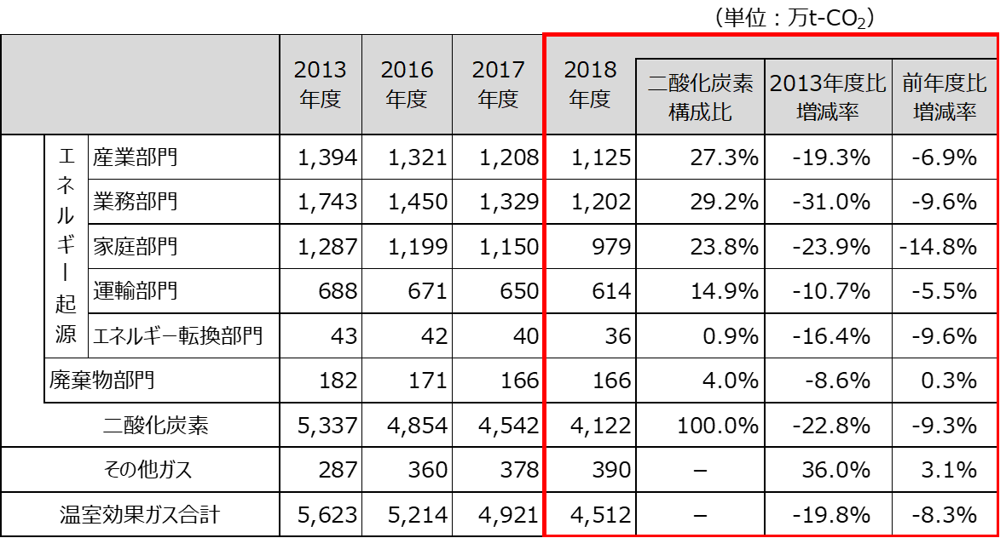 （単位：万t-CO2）
2013年度 2016年度 2017年度 2018年度 二酸化炭素構成比 2013年度比増減率 前年度比増減率
エネルギー起源
産業部門 1,394 1,321 1,208 1,125 27.3% -19.3% -6.9%
業務部門 1,743 1,450 1,329 1,202 29.2% -31.0% -9.6%
家庭部門 1,287 1,199 1,150 979 23.8% -23.9% -14.8%
運輸部門 688 671 650 614 14.9% -10.7% -5.5%
エネルギー転換部門 43 42 40 36 0.9% -16.4% -9.6%
廃棄物部門 182 171 166 166 4.0% -8.6% 0.3%
二酸化炭素 5,337 4,854 4,542 4,122 100.0% -22.8% -9.3%
その他ガス 287 360 378 390 – 36.0% 3.1%
温室効果ガス合計 5,623 5,214 4,921 4,512 – -19.8% -8.3%